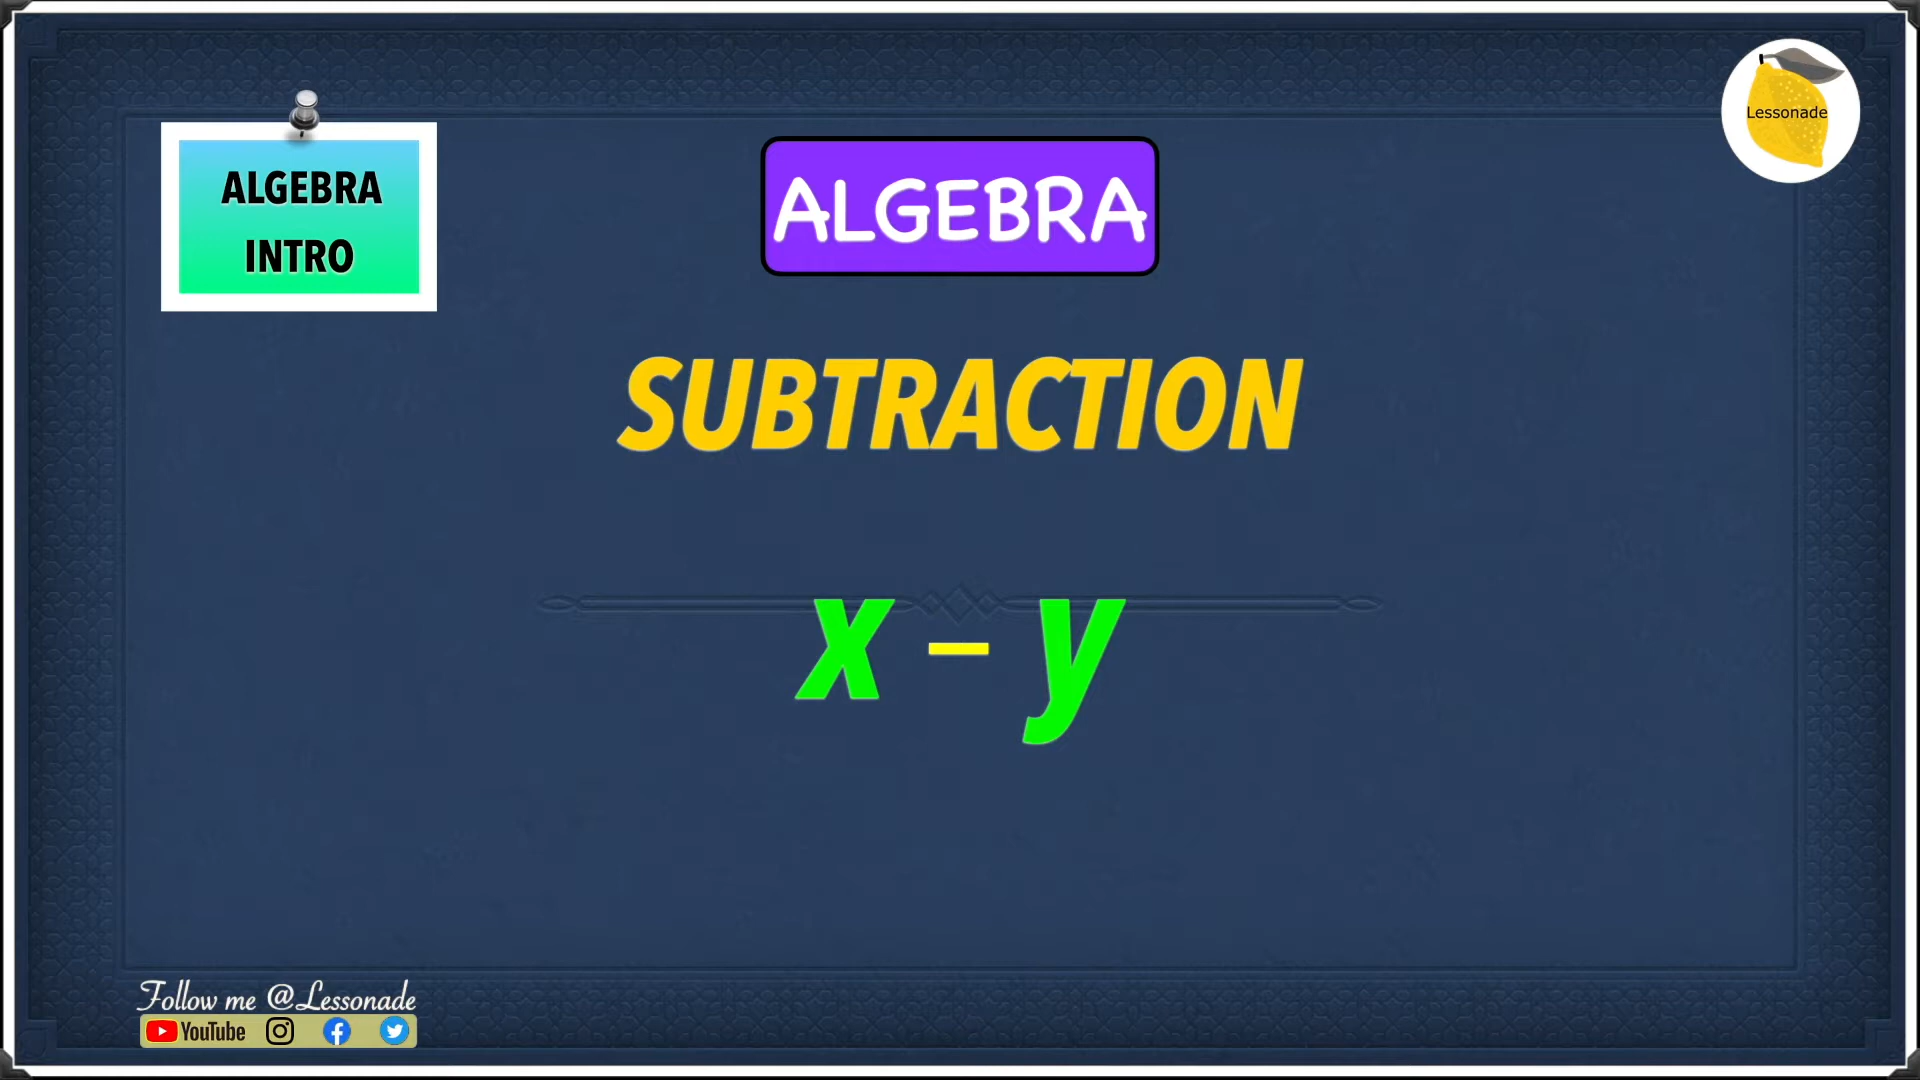 ALGEBRA
INTRO
ALGEBRA
Lessonade
SUBTRACTION
x – y
Follow me @Lessonade
YouTube